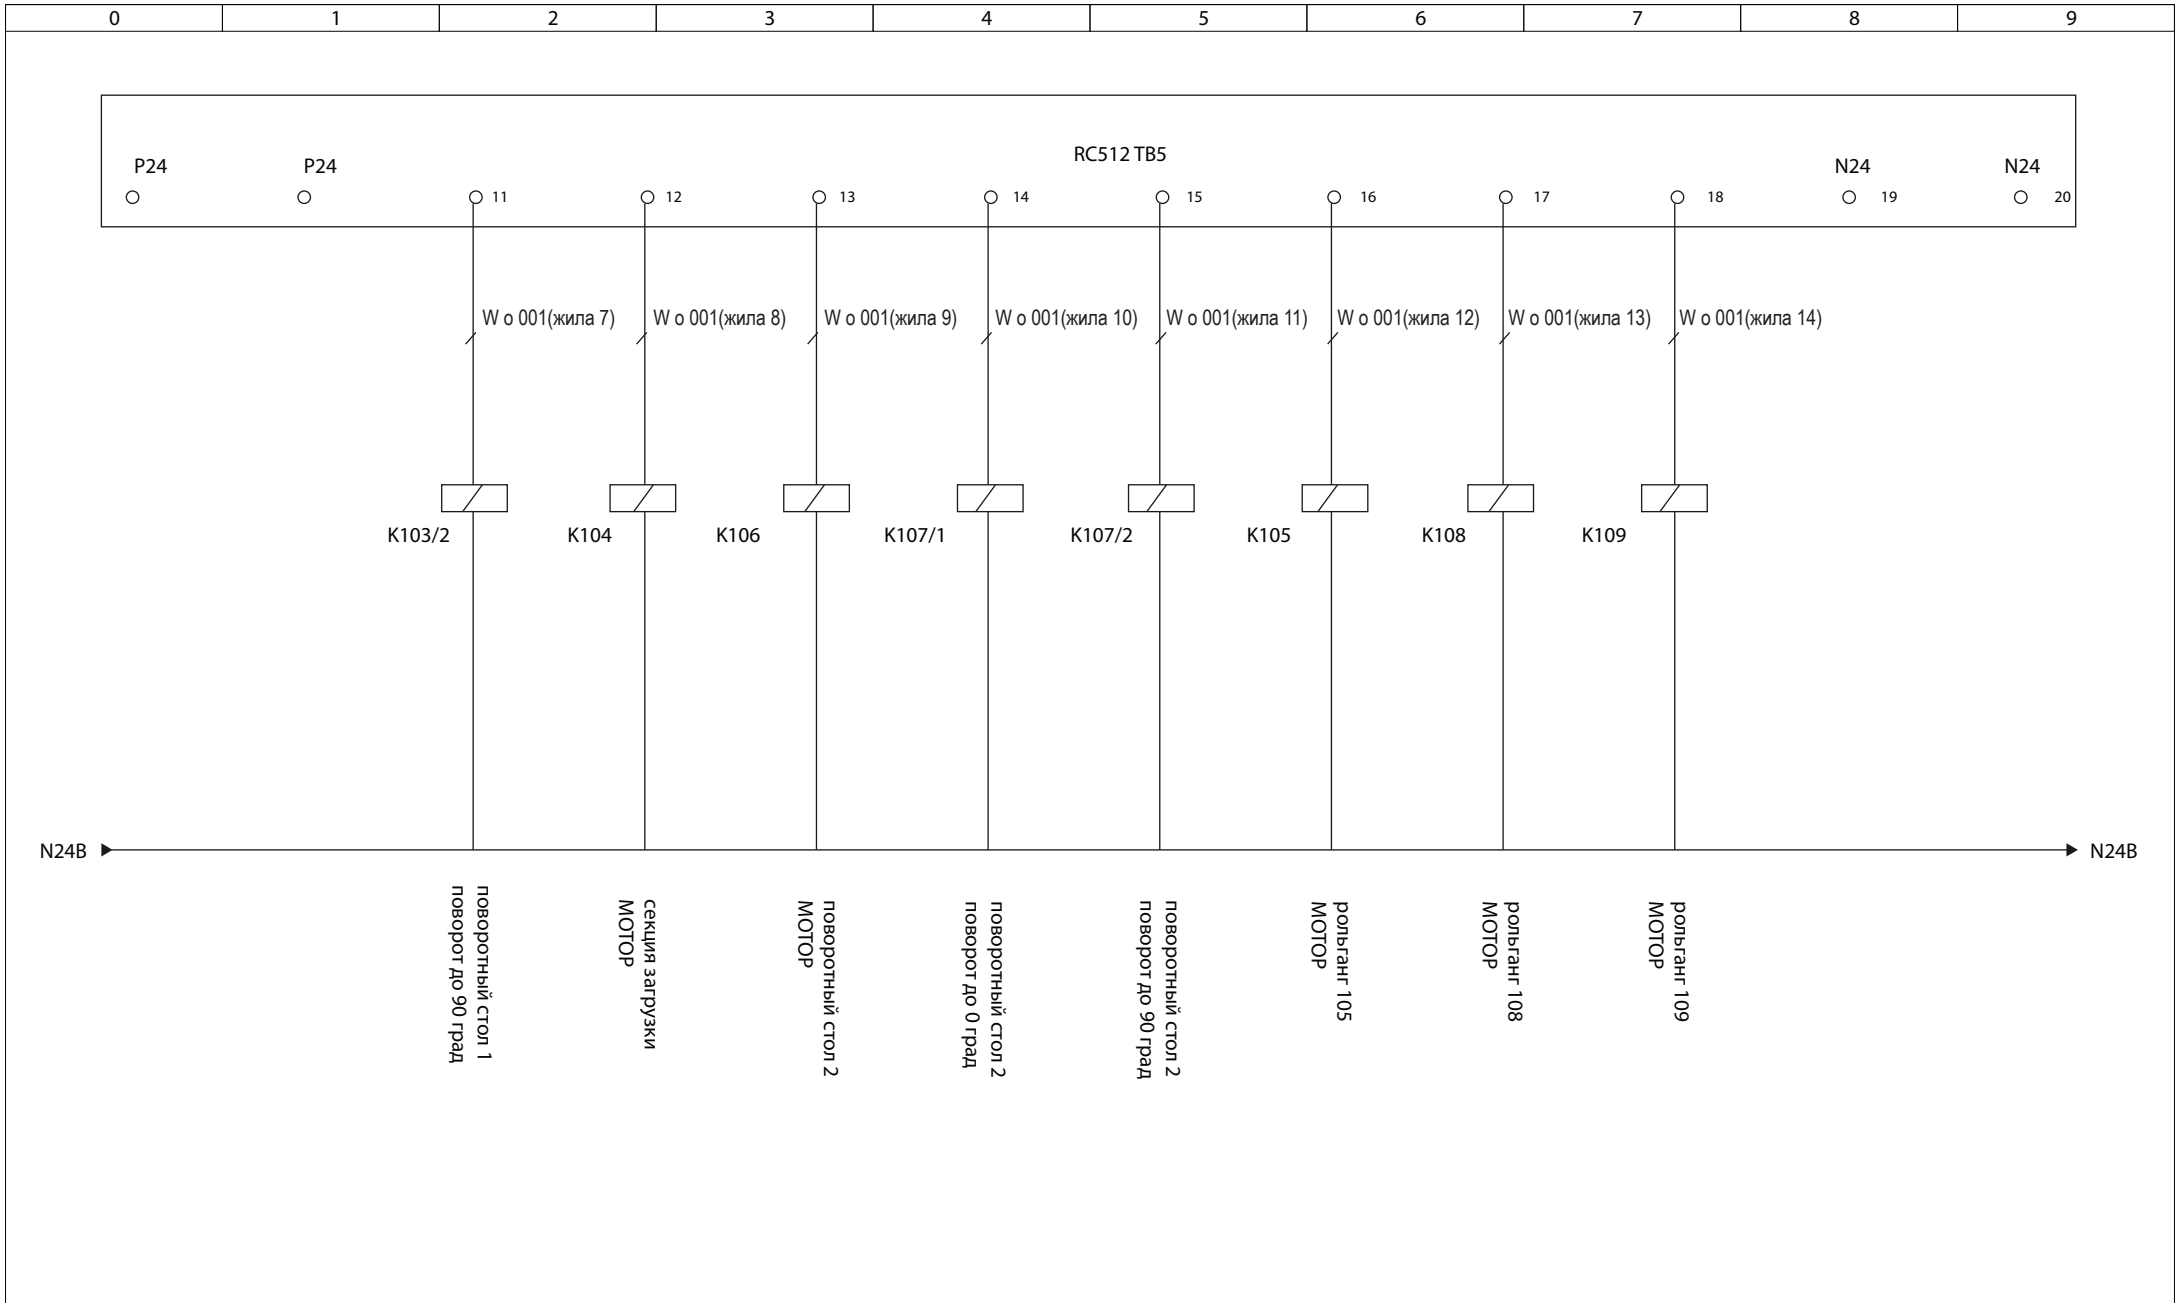 0 1 2 3 4 5 6 7 8 9
RC512 TB5
P24 P24 N24 N24
11 12 13 14 15 16 17 18 19 20
W o 001(жила 7) W o 001(жила 8) W o 001(жила 9) W o 001(жила 10) W o 001(жила 11) W o 001(жила 12) W o 001(жила 13) W o 001(жила 14)
K103/2 K104 K106 K107/1 K107/2 K105 K108 K109
N24B N24B
поворотный стол 1
поворот до 90 град
секция загрузки
МОТОР
поворотный стол 2
МОТОР
поворотный стол 2
поворот до 0 град
поворотный стол 2
поворот до 90 град
рольганг 105
МОТОР
рольганг 108
МОТОР
рольганг 109
МОТОР